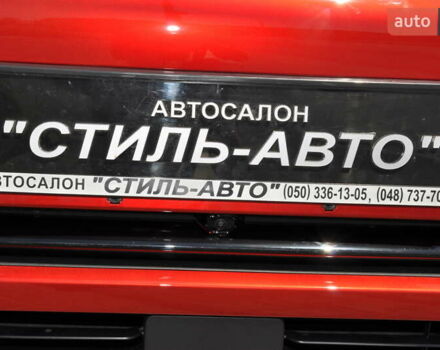 auto
АВТОСАЛОН
"СТИЛЬ-АВТО"
АВТОСАЛОН "СТИЛЬ-АВТО" (050) 336-13-05, (048) 737-70